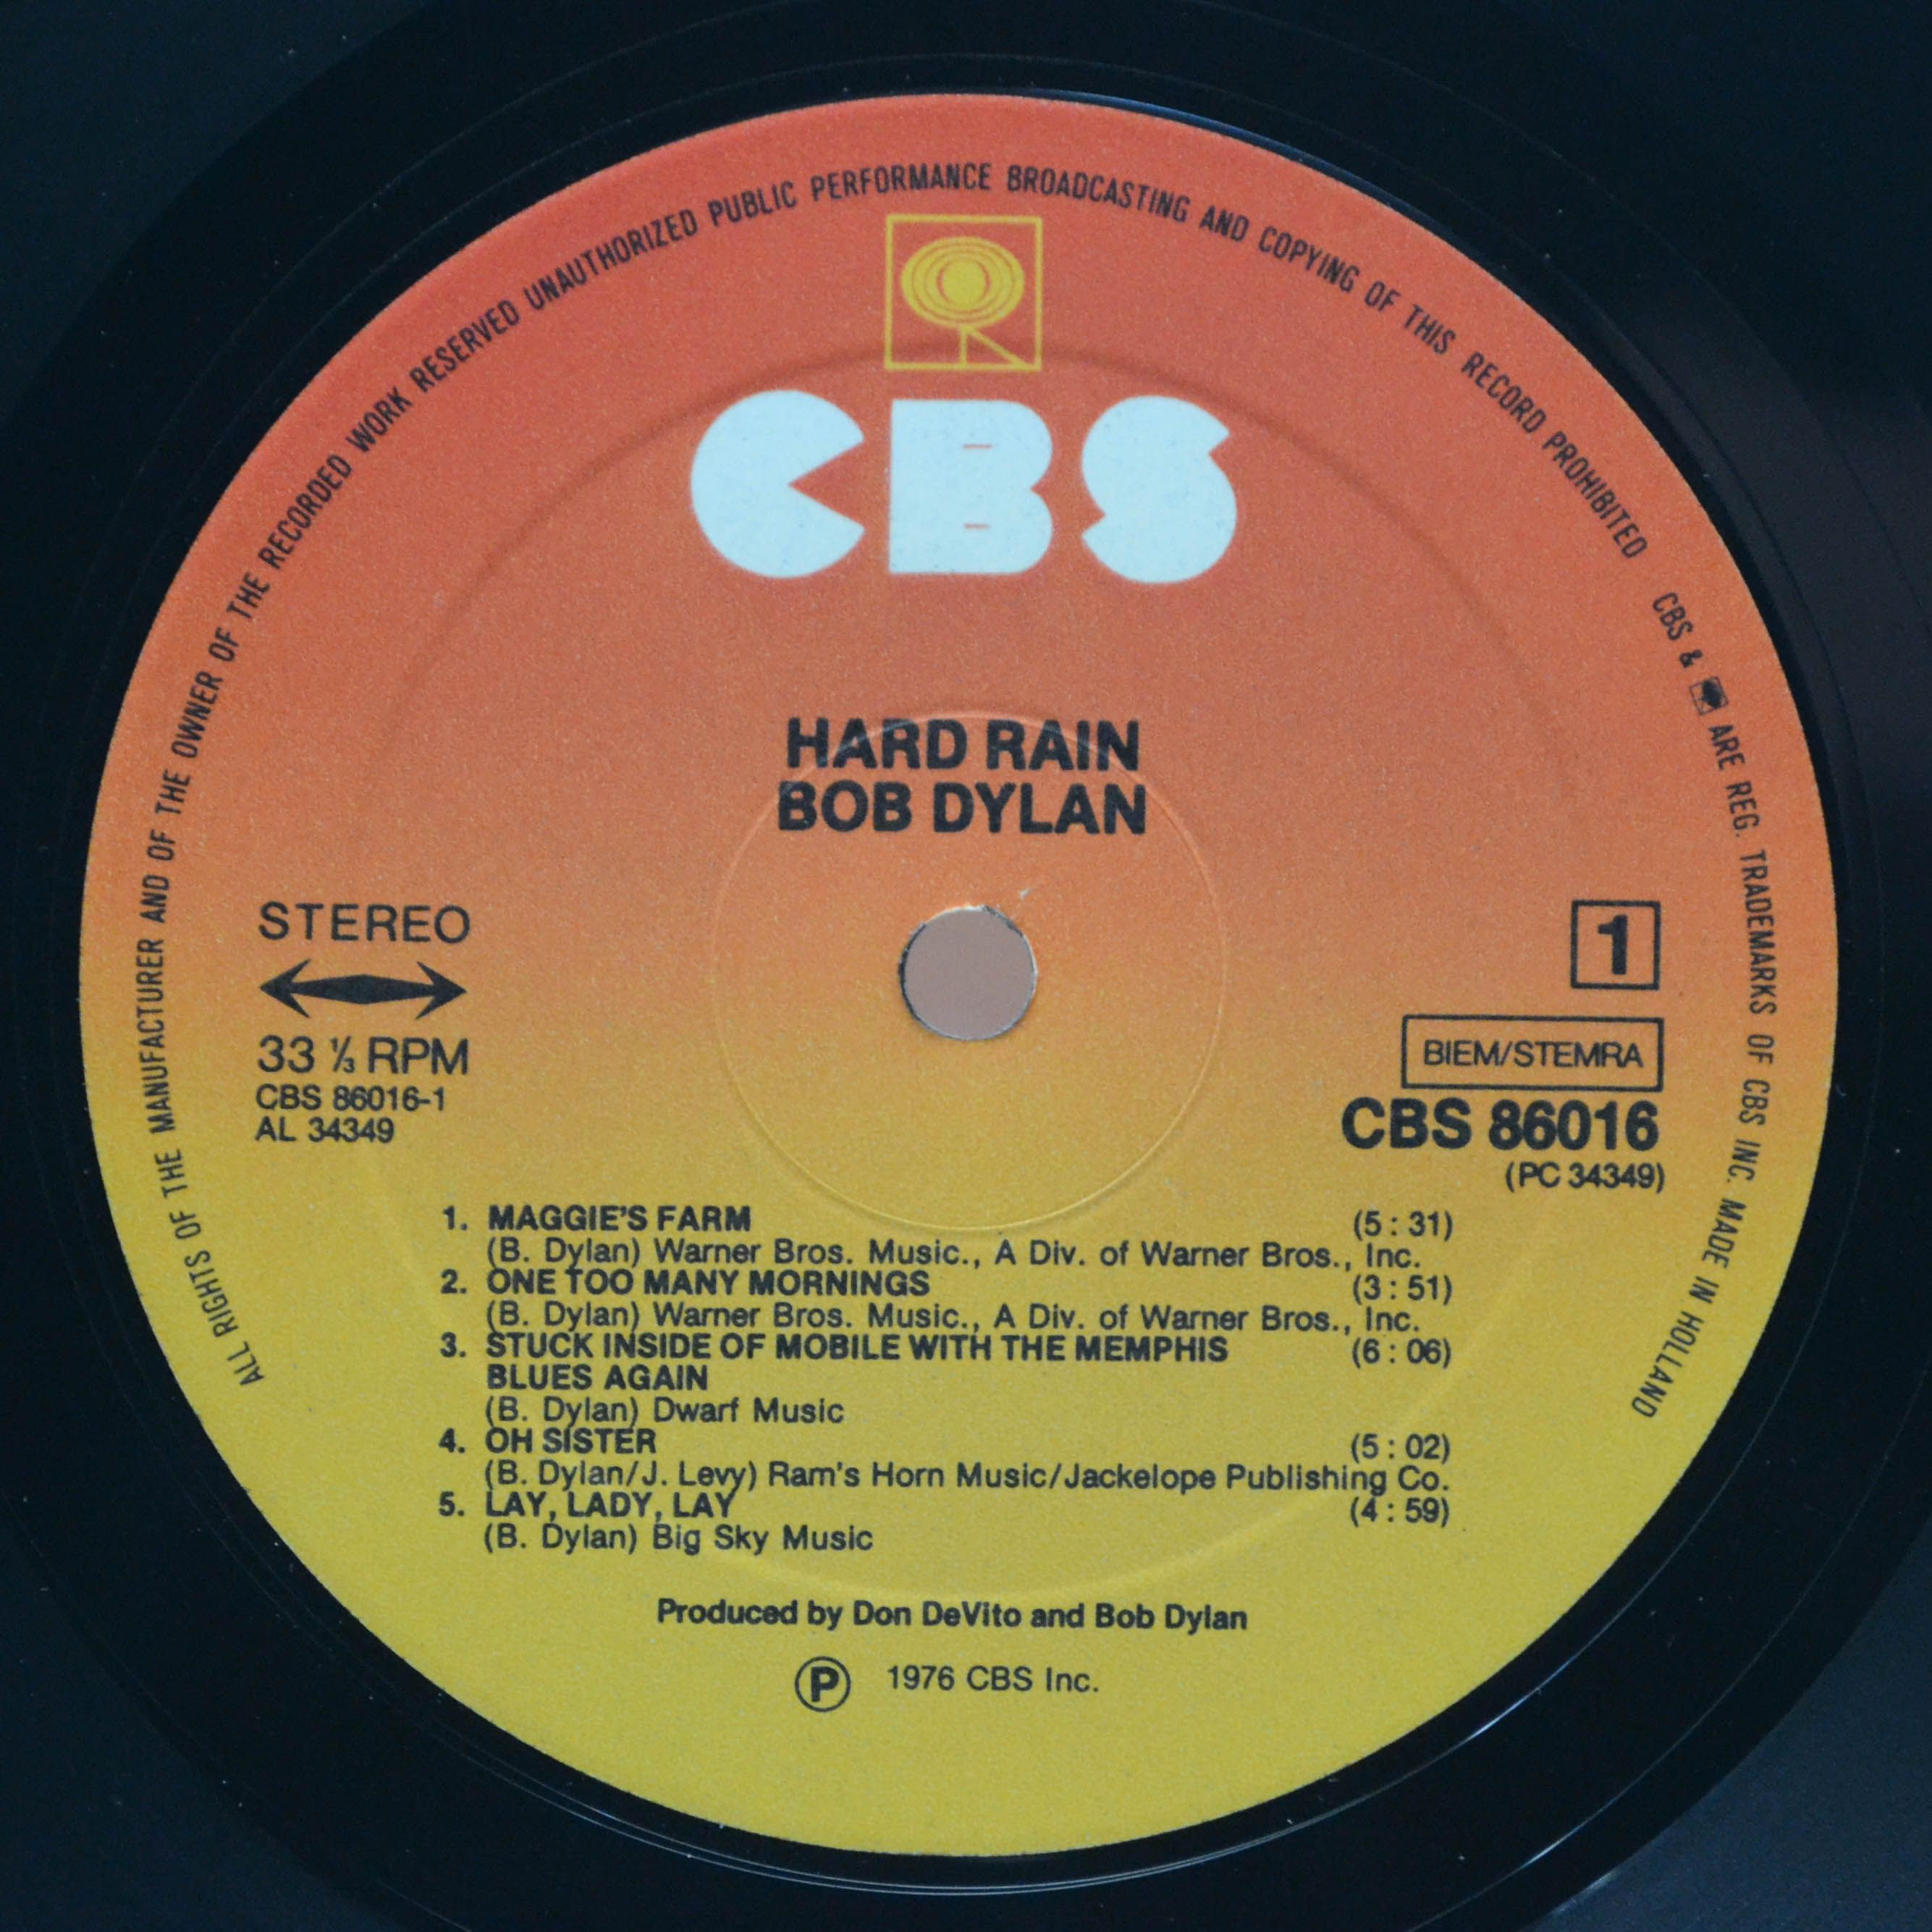 ALL RIGHTS OF THE MANUFACTURER AND OF THE OWNER OF THE RECORDED WORK RESERVED UNAUTHORIZED PUBLIC PERFORMANCE BROADCASTING AND COPYING OF THIS RECORD PROHIBITED CBS & ARE REG. TRADEMARKS OF CBS INC. MADE IN HOLLAND
CBS
HARD RAIN
BOB DYLAN
STEREO
33 ⅓ RPM
CBS 86016-1
AL 34349
1
BIEM/STEMRA
CBS 86016
(PC 34349)
1. MAGGIE'S FARM (5 : 31)
(B. Dylan) Warner Bros. Music., A Div. of Warner Bros., Inc.
2. ONE TOO MANY MORNINGS (3 : 51)
(B. Dylan) Warner Bros. Music., A Div. of Warner Bros., Inc.
3. STUCK INSIDE OF MOBILE WITH THE MEMPHIS (6 : 06)
BLUES AGAIN
(B. Dylan) Dwarf Music
4. OH SISTER (5 : 02)
(B. Dylan/J. Levy) Ram's Horn Music/Jackelope Publishing Co.
5. LAY, LADY, LAY (4 : 59)
(B. Dylan) Big Sky Music
Produced by Don DeVito and Bob Dylan
Ⓟ 1976 CBS Inc.